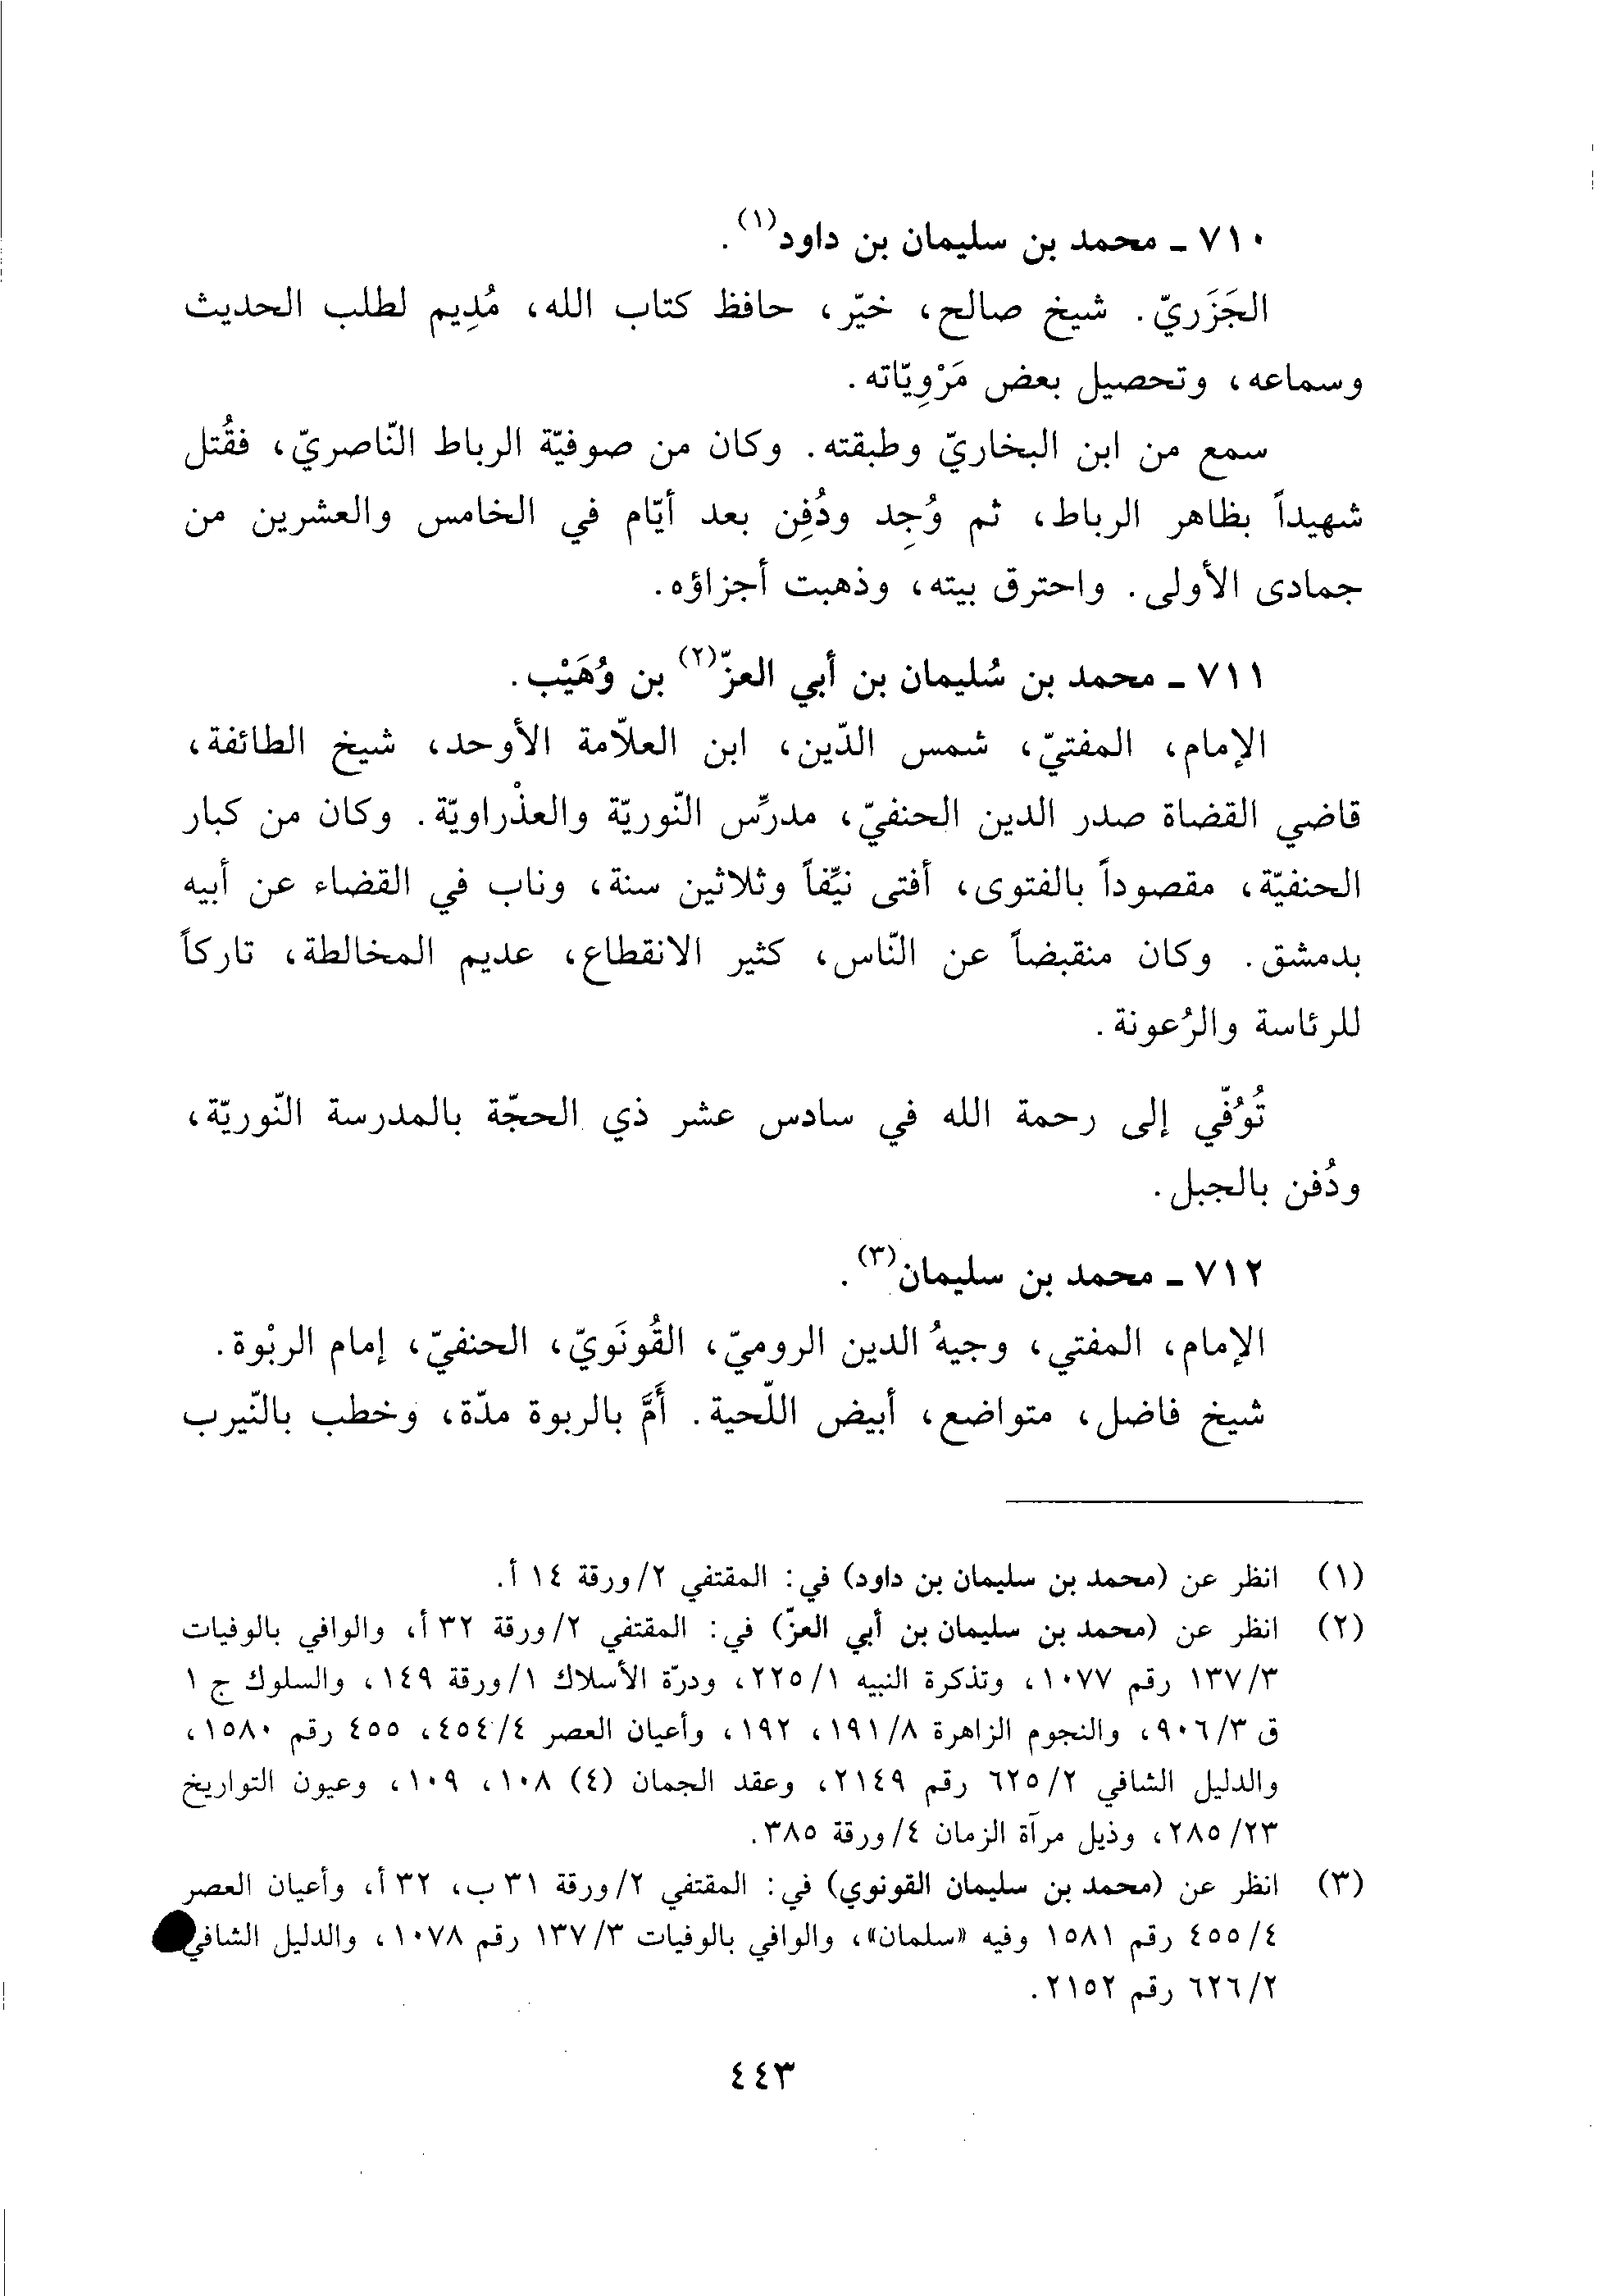 ٧١٠ ـ محمد بن سليمان بن داود(١).
الجَزَريّ. شيخ صالح، خيّر، حافظ كتاب الله، مُدِيم لطلب الحديث
وسماعه، وتحصيل بعض مَرْوِيّاته.
سمع من ابن البخاريّ وطبقته. وكان من صوفيّة الرباط النّاصريّ، فقُتل
شهيداً بظاهر الرباط، ثم وُجِد ودُفِن بعد أيّام في الخامس والعشرين من
جمادى الأولى. واحترق بيته، وذهبت أجزاؤه.
٧١١ ـ محمد بن سُليمان بن أبي العزّ(٢) بن وُهَيْب.
الإمام، المفتيّ، شمس الدّين، ابن العلاّمة الأوحد، شيخ الطائفة،
قاضي القضاة صدر الدين الحنفيّ، مدرِّس النّوريّة والعذْراويّة. وكان من كبار
الحنفيّة، مقصوداً بالفتوى، أفتى نيِّفاً وثلاثين سنة، وناب في القضاء عن أبيه
بدمشق. وكان منقبضاً عن النّاس، كثير الانقطاع، عديم المخالطة، تاركاً
للرئاسة والرُعونة.
تُوُفّي إلى رحمة الله في سادس عشر ذي الحجّة بالمدرسة النّوريّة،
ودُفن بالجبل.
٧١٢ ـ محمد بن سليمان(٣).
الإمام، المفتي، وجيهُ الدين الروميّ، القُونَويّ، الحنفيّ، إمام الربْوة.
شيخ فاضل، متواضع، أبيض اللّحية. أَمَّ بالربوة مدّة، وخطب بالنّيرب
(١) انظر عن (محمد بن سليمان بن داود) في: المقتفي ٢/ورقة ١٤ أ.
(٢) انظر عن (محمد بن سليمان بن أبي العزّ) في: المقتفي ٢/ورقة ٣٢ أ، والوافي بالوفيات
١٣٧/٣ رقم ١٠٧٧، وتذكرة النبيه ٢٢٥/١، ودرّة الأسلاك ١/ورقة ١٤٩، والسلوك ج ١
ق ٩٠٦/٣، والنجوم الزاهرة ١٩١/٨، ١٩٢، وأعيان العصر ٤٥٤/٤، ٤٥٥ رقم ١٥٨٠،
والدليل الشافي ٦٢٥/٢ رقم ٢١٤٩، وعقد الجمان (٤) ١٠٨، ١٠٩، وعيون التواريخ
٢٨٥/٢٣، وذيل مرآة الزمان ٤/ورقة ٣٨٥.
(٣) انظر عن (محمد بن سليمان القونوي) في: المقتفي ٢/ورقة ٣١ ب، ٣٢ أ، وأعيان العصر
٤٥٥/٤ رقم ١٥٨١ وفيه «سلمان»، والوافي بالوفيات ١٣٧/٣ رقم ١٠٧٨، والدليل الشافي
٦٢٦/٢ رقم ٢١٥٢.
٤٤٣